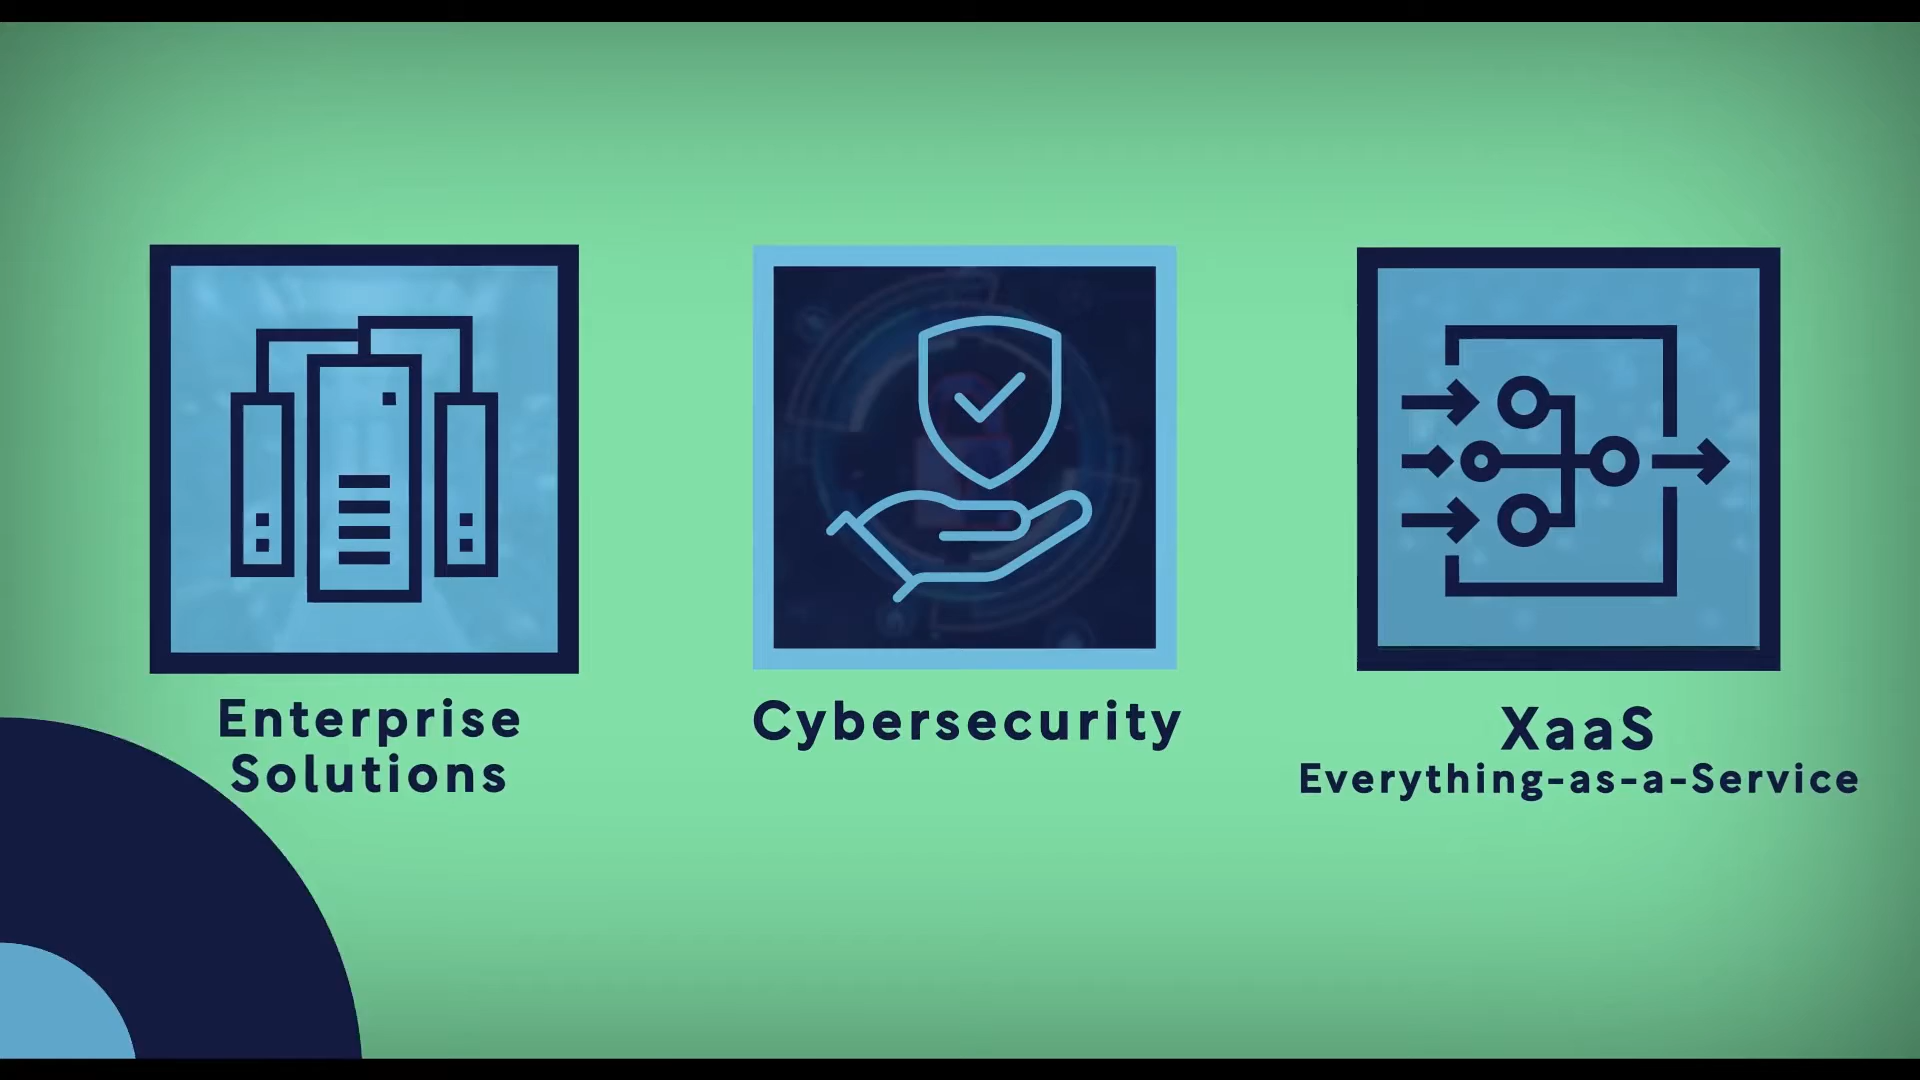 Enterprise
Solutions
Cybersecurity
XaaS
Everything-as-a-Service